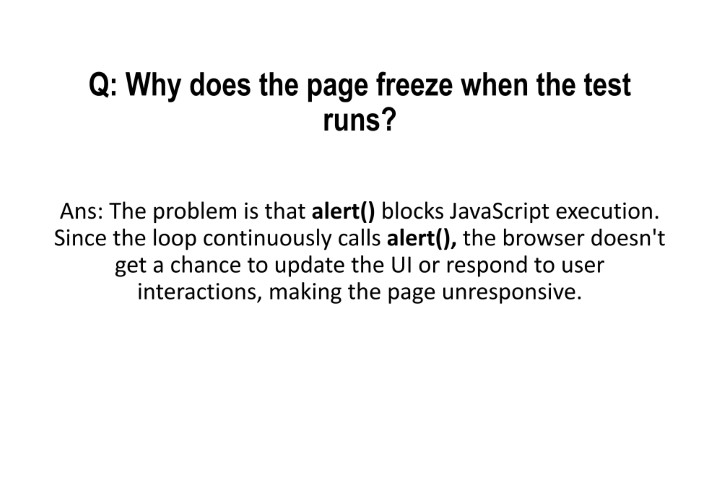 Q: Why does the page freeze when the test
runs?
Ans: The problem is that alert() blocks JavaScript execution.
Since the loop continuously calls alert(), the browser doesn't
get a chance to update the UI or respond to user
interactions, making the page unresponsive.